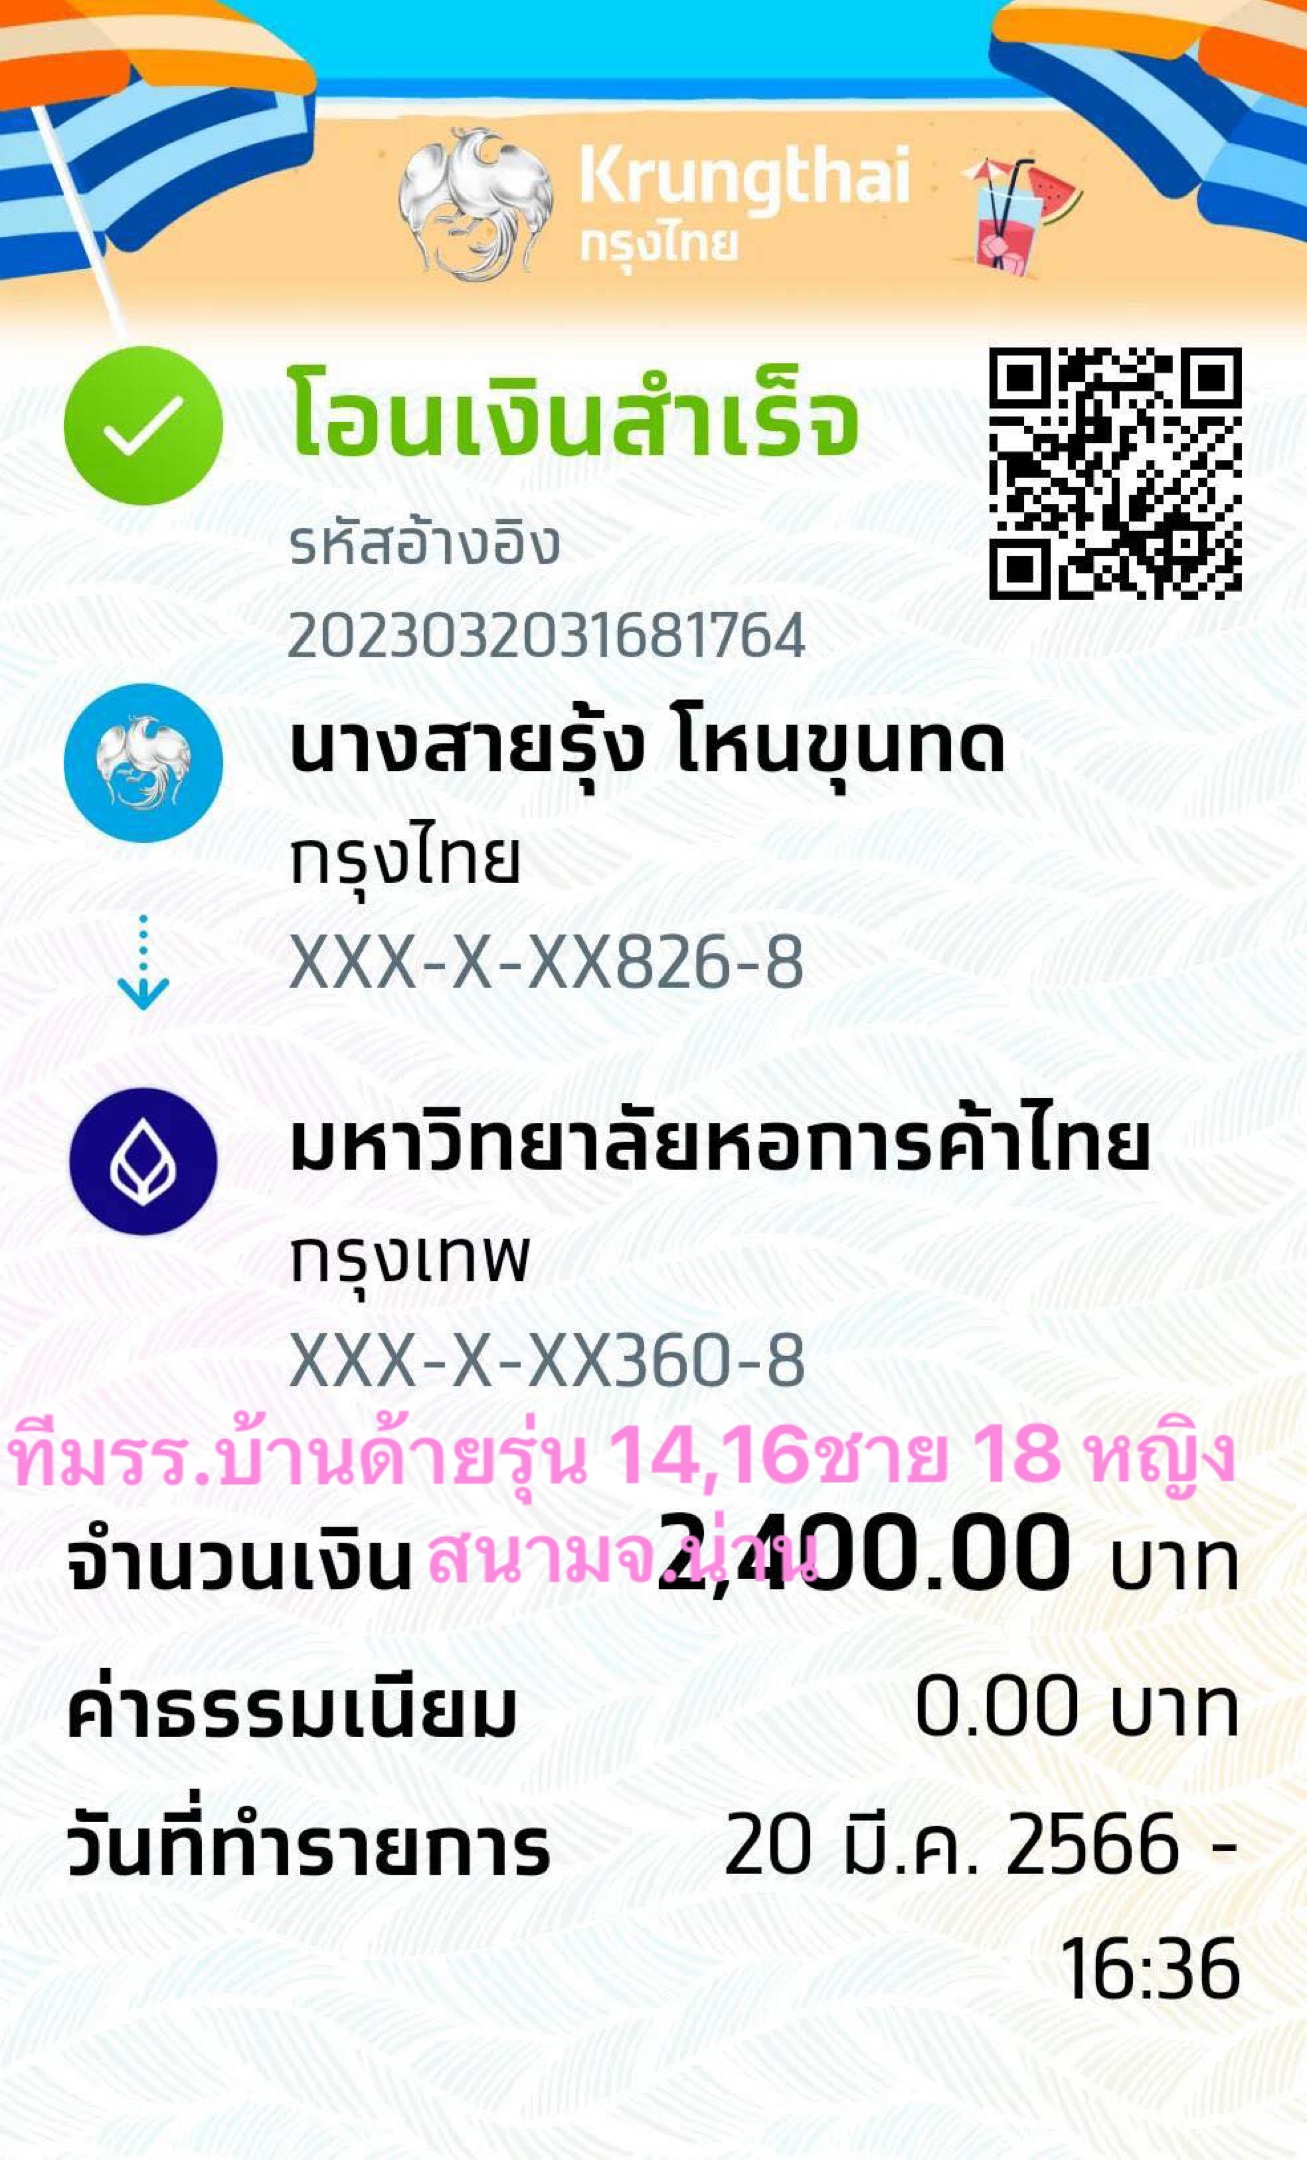 Krungthai
กรุงไทย
โอนเงินสำเร็จ
รหัสอ้างอิง
2023032031681764
นางสายรุ้ง โหนขุนทด
กรุงไทย
XXX-X-XX826-8
มหาวิทยาลัยหอการค้าไทย
กรุงเทพ
XXX-X-XX360-8
ทีมรร.บ้านด้ายรุ่น 14,16ชาย 18 หญิง
สนามจ.น่าน
จำนวนเงิน 2,400.00 บาท
ค่าธรรมเนียม 0.00 บาท
วันที่ทำรายการ 20 มี.ค. 2566 -
16:36